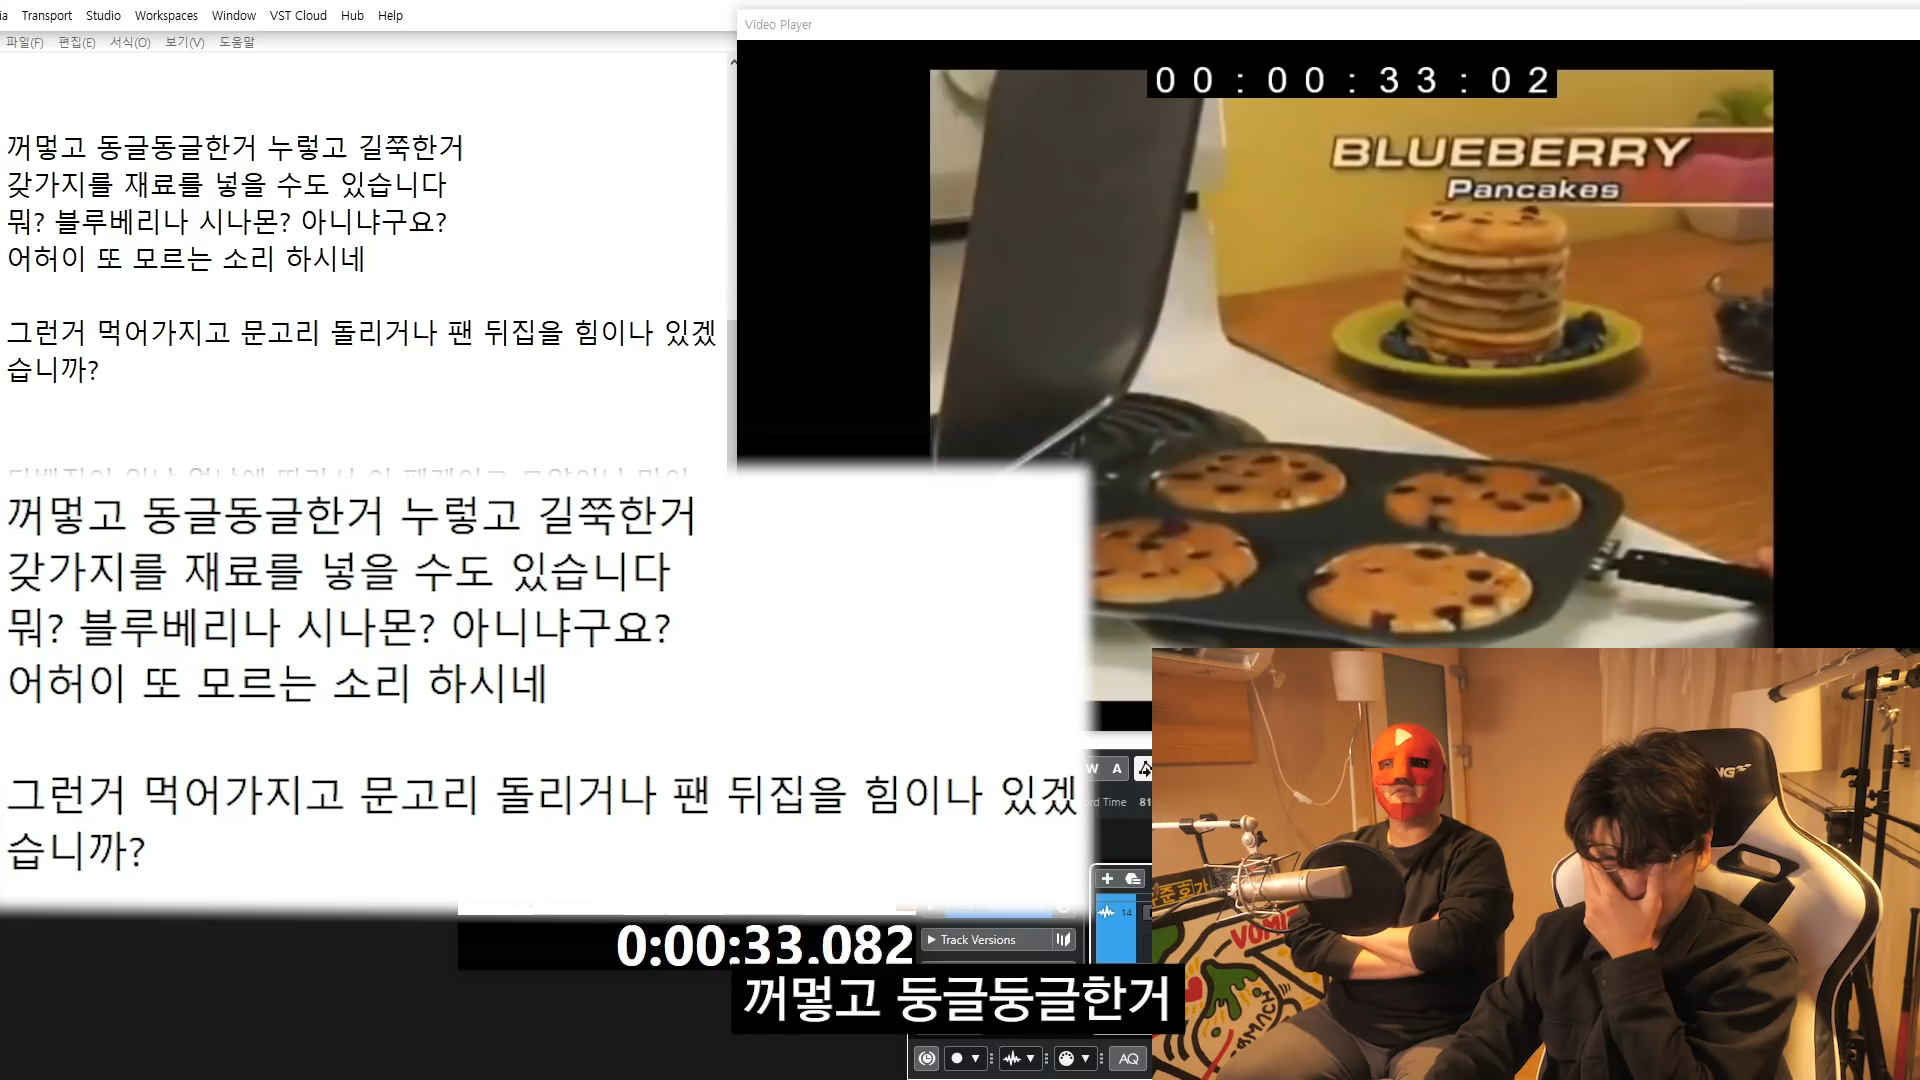 Transport Studio Workspaces Window VST Cloud Hub Help
파일(F) 편집(E) 서식(O) 보기(V) 도움말
Video Player
00:00:33:02
BLUEBERRY
Pancakes
꺼멓고 동글동글한거 누렇고 길쭉한거
갖가지를 재료를 넣을 수도 있습니다
뭐? 블루베리나 시나몬? 아니냐구요?
어허이 또 모르는 소리 하시네
그런거 먹어가지고 문고리 돌리거나 팬 뒤집을 힘이나 있겠
습니까?
꺼멓고 동글동글한거 누렇고 길쭉한거
갖가지를 재료를 넣을 수도 있습니다
뭐? 블루베리나 시나몬? 아니냐구요?
어허이 또 모르는 소리 하시네
그런거 먹어가지고 문고리 돌리거나 팬 뒤집을 힘이나 있겠
습니까?
W A
Time 81
14
Track Versions
0:00:33.082
꺼멓고 둥글둥글한거
AQ